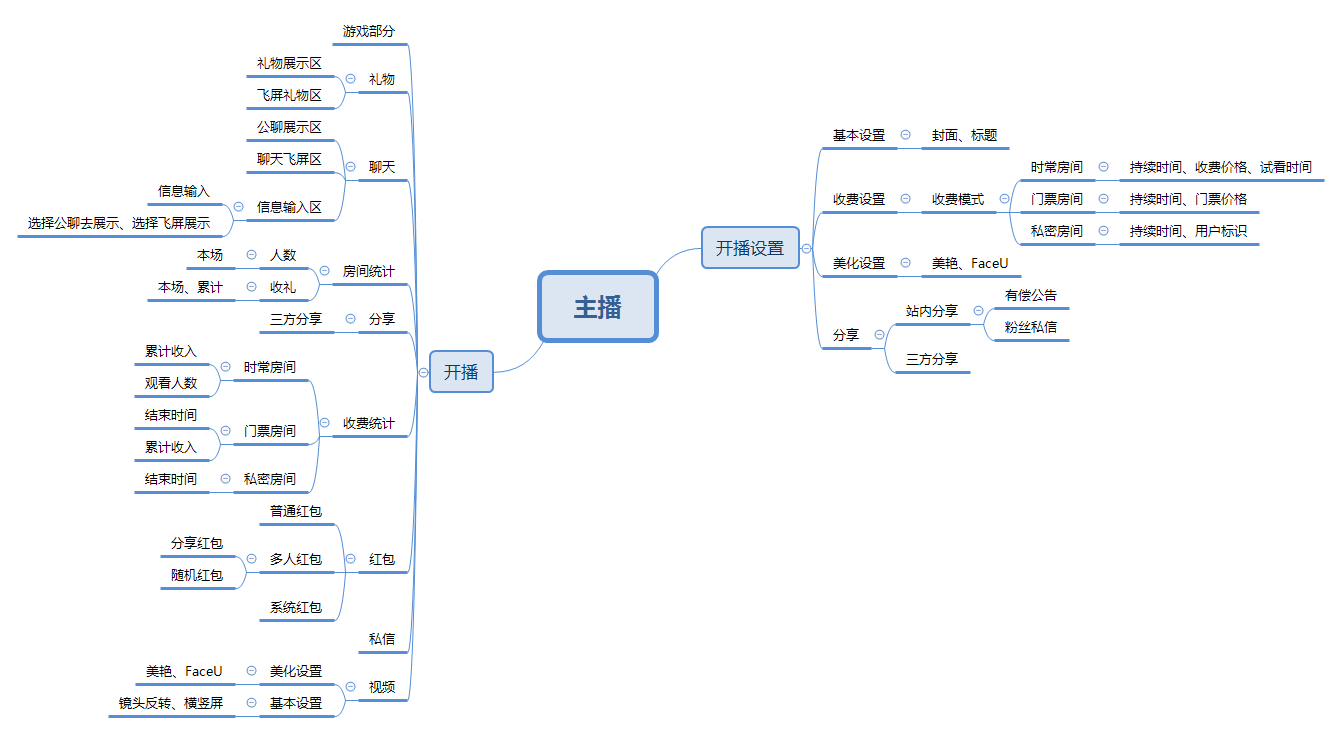 主播
开播设置
基本设置
封面、标题
收费设置
收费模式
时常房间
持续时间、收费价格、试看时间
门票房间
持续时间、门票价格
私密房间
持续时间、用户标识
美化设置
美艳、FaceU
分享
站内分享
有偿公告
粉丝私信
三方分享
开播
游戏部分
礼物
礼物展示区
飞屏礼物区
聊天
公聊展示区
聊天飞屏区
信息输入区
信息输入
选择公聊去展示、选择飞屏展示
房间统计
人数
本场
收礼
本场、累计
分享
三方分享
收费统计
时常房间
累计收入
观看人数
门票房间
结束时间
累计收入
私密房间
结束时间
红包
普通红包
多人红包
分享红包
随机红包
系统红包
私信
视频
美化设置
美艳、FaceU
基本设置
镜头反转、横竖屏